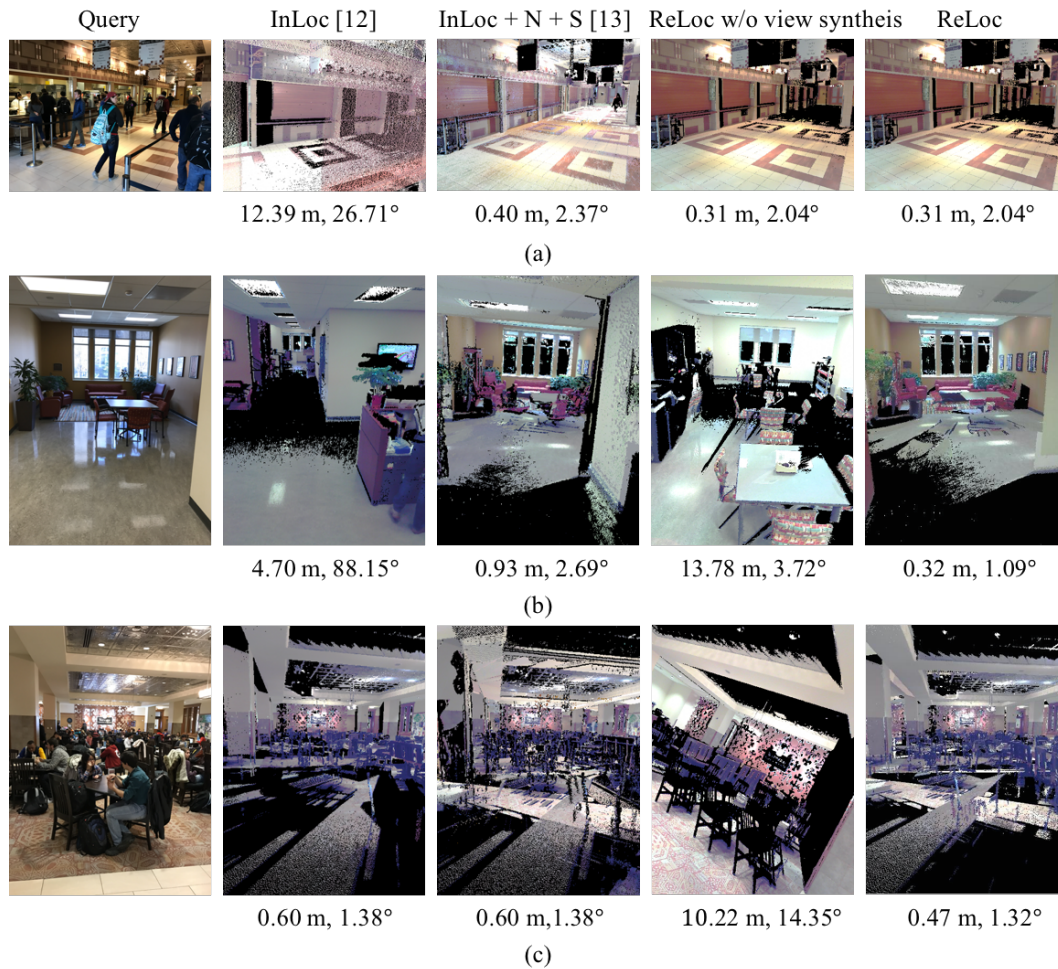 Query InLoc [12] InLoc + N + S [13] ReLoc w/o view syntheis ReLoc
12.39 m, 26.71° 0.40 m, 2.37° 0.31 m, 2.04° 0.31 m, 2.04°
(a)
4.70 m, 88.15° 0.93 m, 2.69° 13.78 m, 3.72° 0.32 m, 1.09°
(b)
0.60 m, 1.38° 0.60 m,1.38° 10.22 m, 14.35° 0.47 m, 1.32°
(c)